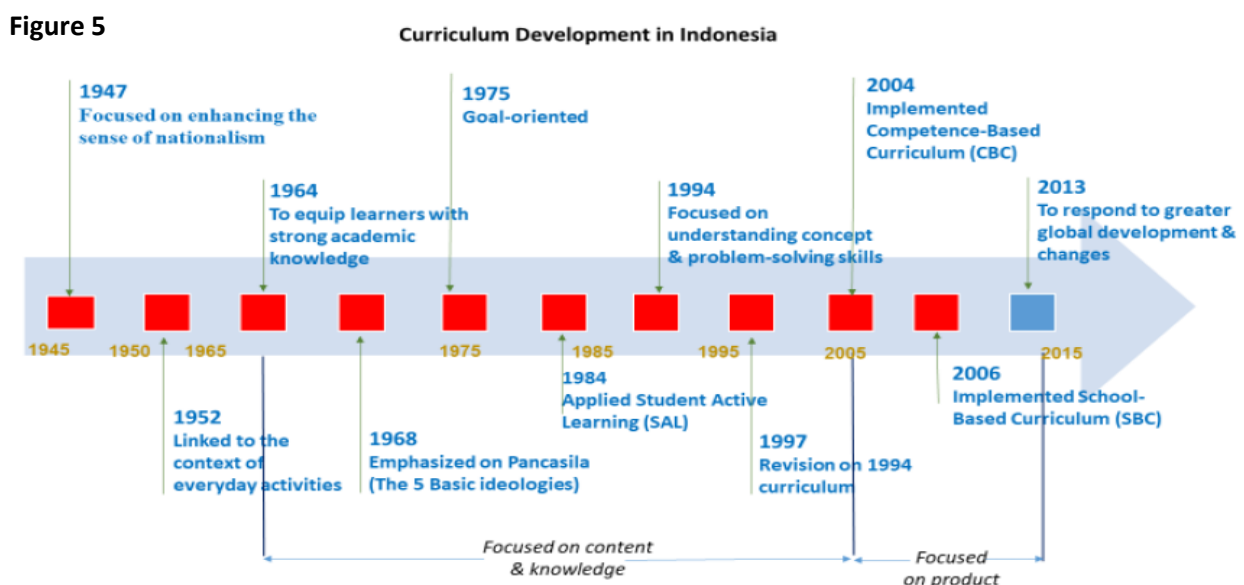 Figure 5
Curriculum Development in Indonesia
1947
Focused on enhancing the
sense of nationalism
1964
To equip learners with
strong academic
knowledge
1975
Goal-oriented
1994
Focused on
understanding concept
& problem-solving skills
2004
Implemented
Competence-Based
Curriculum (CBC)
2013
To respond to greater
global development &
changes
1945 1950 1965 1975 1985 1995 2005 2015
1952
Linked to the
context of
everyday activities
1968
Emphasized on Pancasila
(The 5 Basic ideologies)
1984
Applied Student Active
Learning (SAL)
1997
Revision on 1994
curriculum
2006
Implemented School-
Based Curriculum (SBC)
Focused on content
& knowledge
Focused
on product